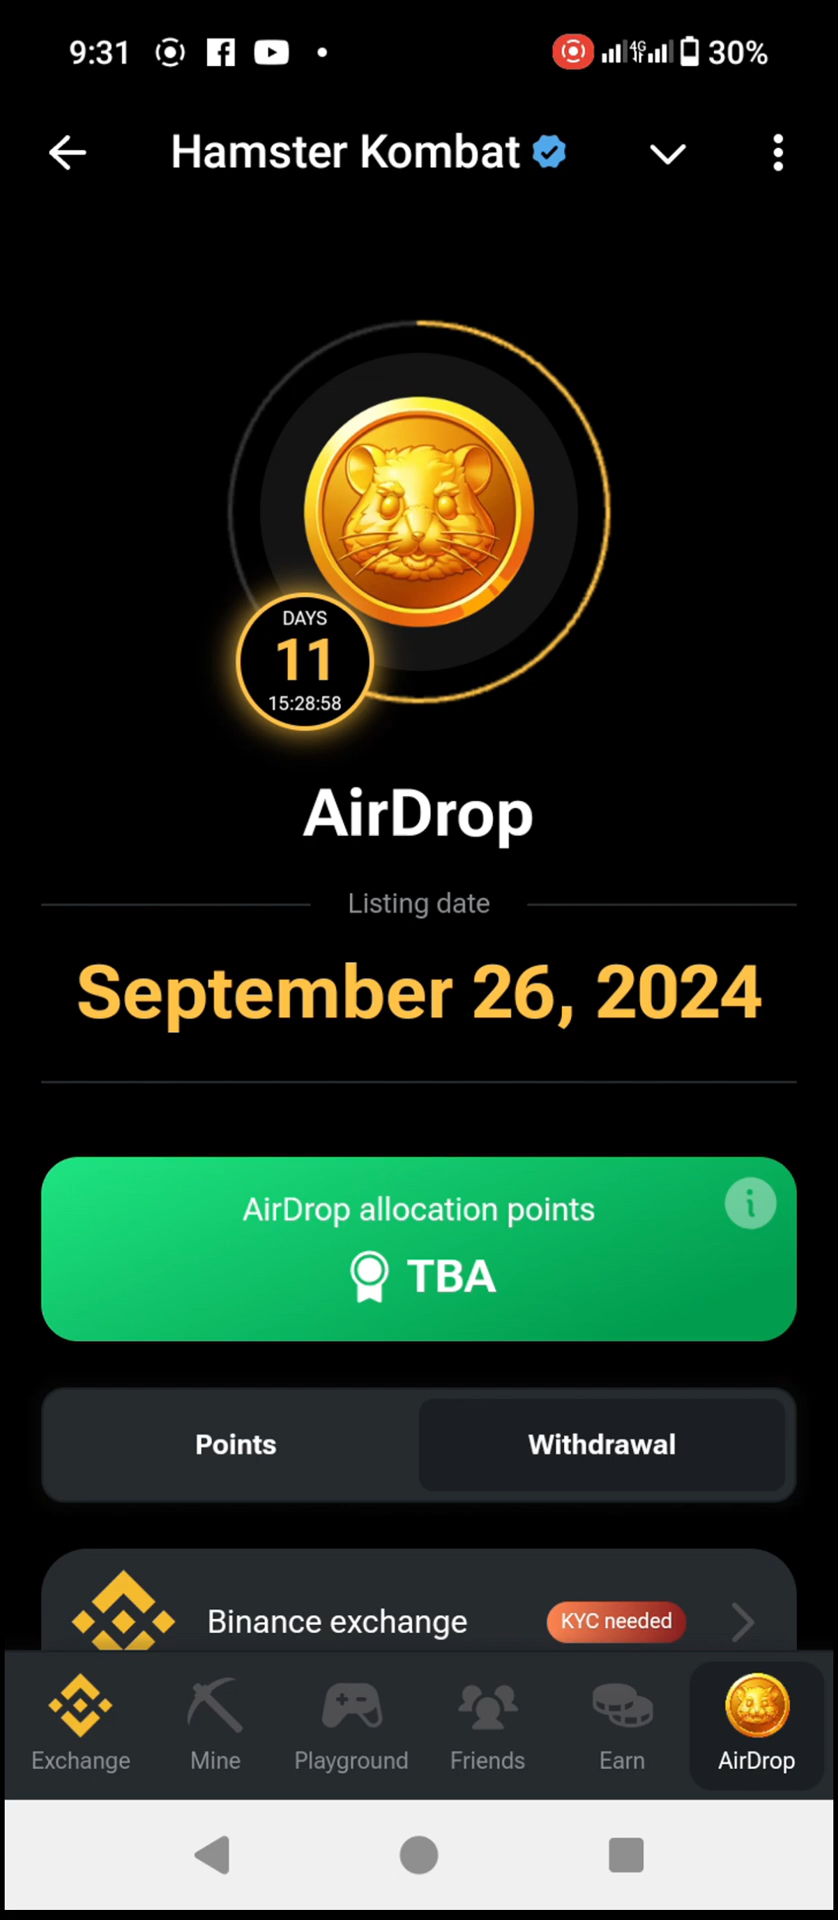 9:31
4G
30%
Hamster Kombat
DAYS
11
15:28:58
AirDrop
Listing date
September 26, 2024
AirDrop allocation points
TBA
Points
Withdrawal
Binance exchange
KYC needed
Exchange
Mine
Playground
Friends
Earn
AirDrop